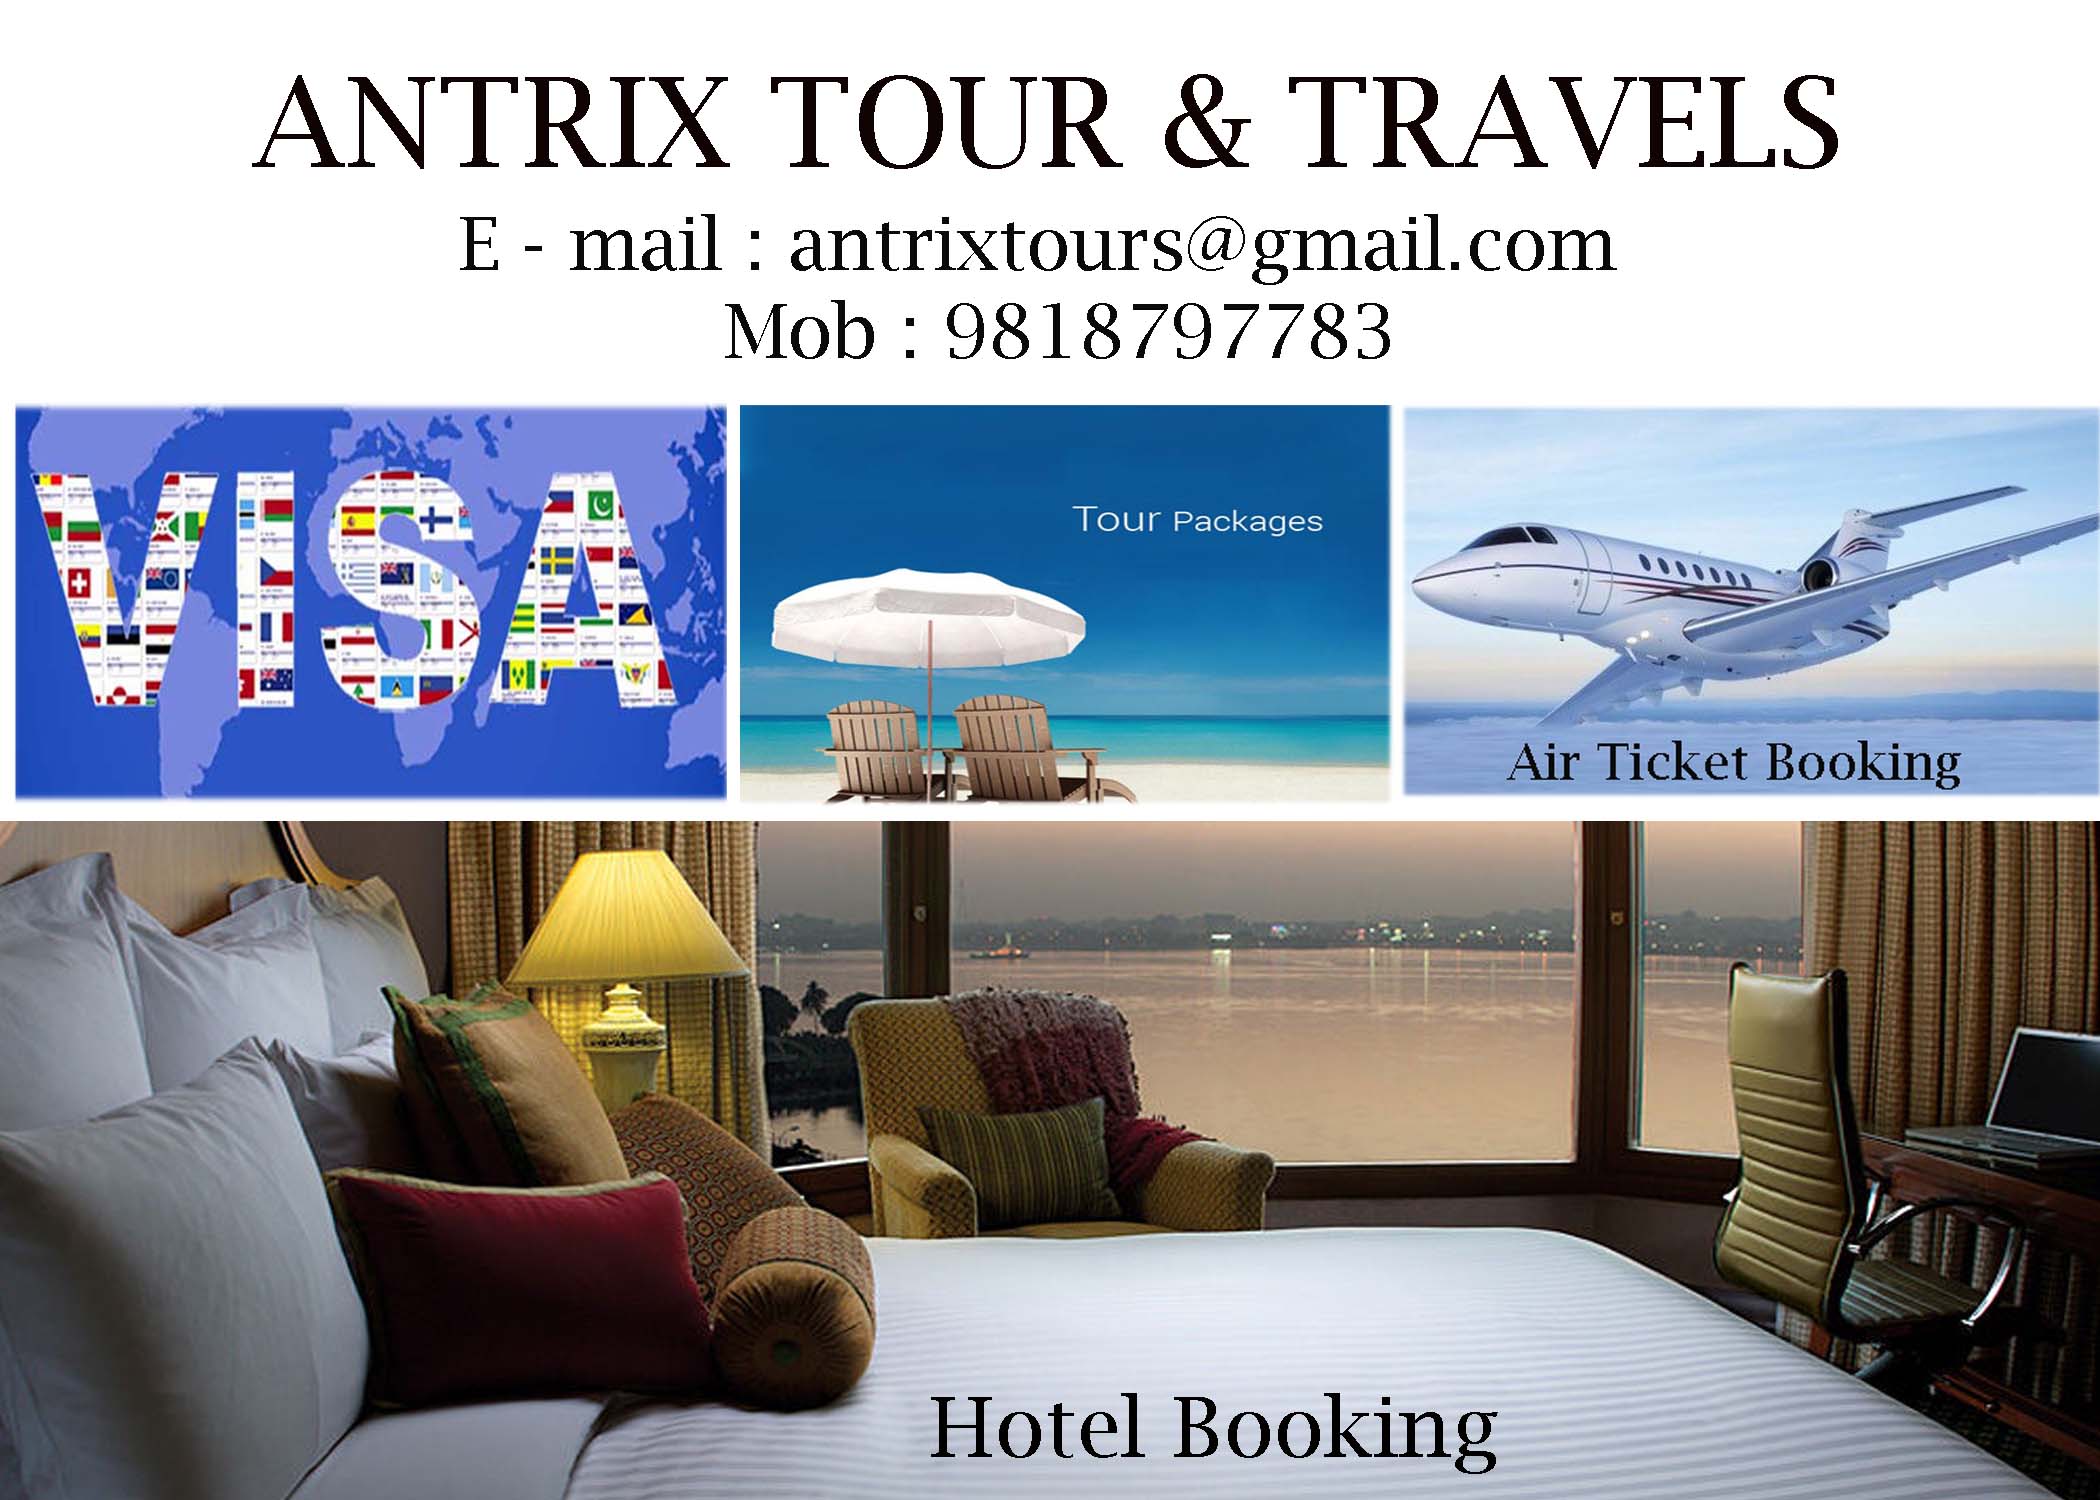 ANTRIX TOUR & TRAVELS
E - mail : antrixtours@gmail.com
Mob : 9818797783
VISA
Tour Packages
Air Ticket Booking
Hotel Booking